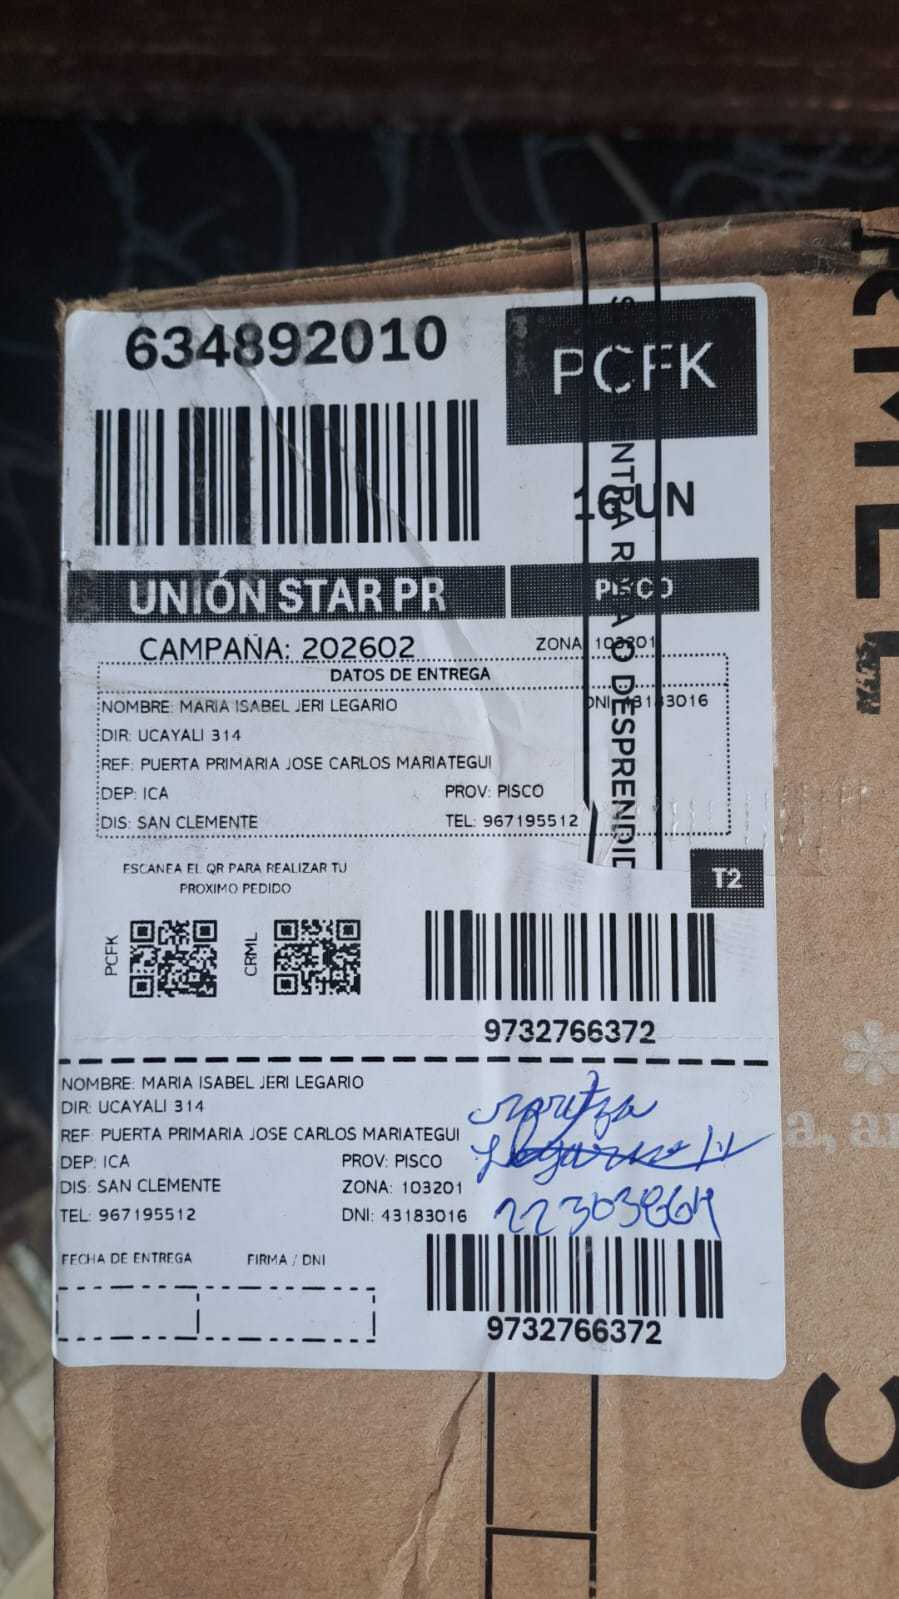 634892010
PCFK
16 UN
UNIÓN STAR PR
PISCO
CAMPAÑA: 202602
ZONA: 103201
DATOS DE ENTREGA
NOMBRE: MARIA ISABEL JERI LEGARIO
DNI: 43183016
DIR: UCAYALI 314
REF: PUERTA PRIMARIA JOSE CARLOS MARIATEGUI
DEP: ICA
PROV: PISCO
DIS: SAN CLEMENTE
TEL: 967195512
DESPRENDID
T2
ESCANEA EL QR PARA REALIZAR TU
PROXIMO PEDIDO
PCFK
CRML
9732766372
NOMBRE: MARIA ISABEL JERI LEGARIO
DIR: UCAYALI 314
REF: PUERTA PRIMARIA JOSE CARLOS MARIATEGUI
DEP: ICA
PROV: PISCO
DIS: SAN CLEMENTE
ZONA: 103201
TEL: 967195512
DNI: 43183016
22303864
FECHA DE ENTREGA
FIRMA / DNI
9732766372